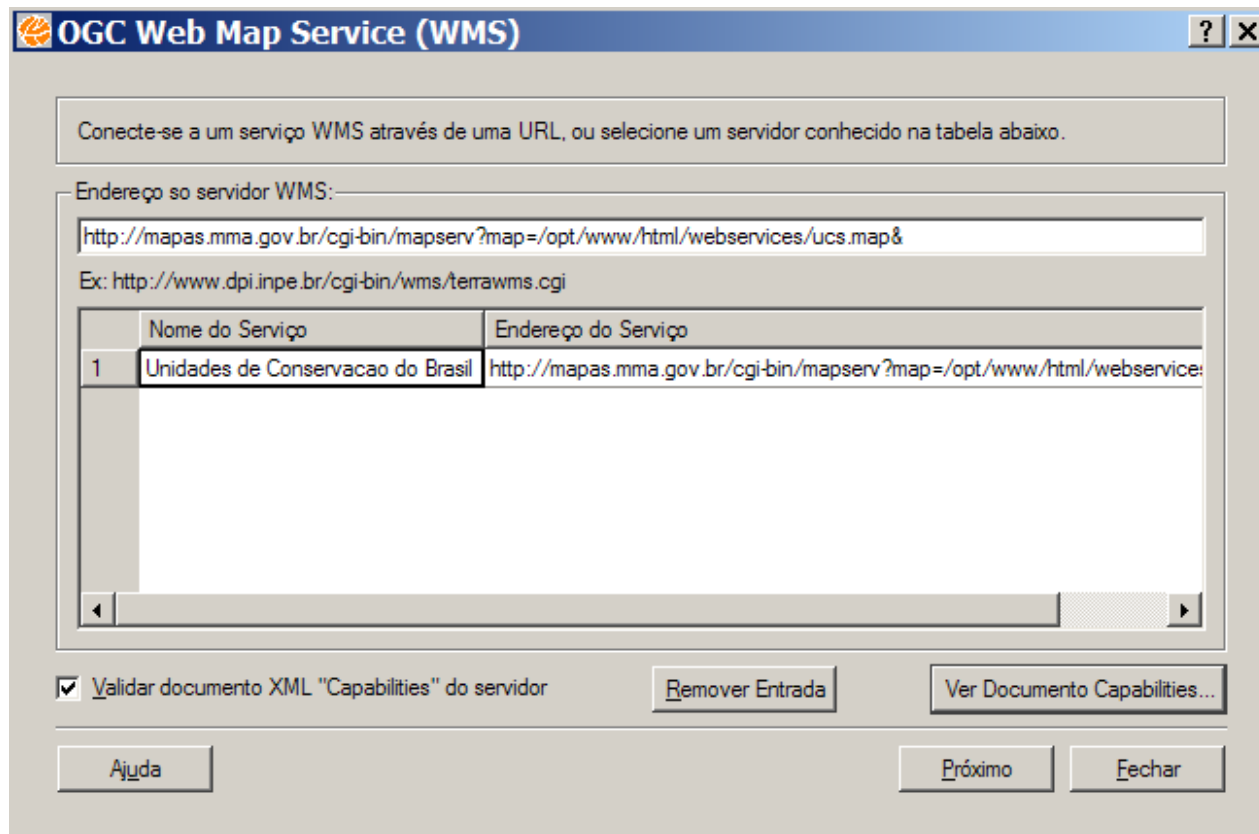 OGC Web Map Service (WMS)
Conecte-se a um serviço WMS através de uma URL, ou selecione um servidor conhecido na tabela abaixo.
Endereço so servidor WMS:
http://mapas.mma.gov.br/cgi-bin/mapserv?map=/opt/www/html/webservices/ucs.map&
Ex: http://www.dpi.inpe.br/cgi-bin/wms/terrawms.cgi
Nome do Serviço Endereço do Serviço
1 Unidades de Conservacao do Brasil http://mapas.mma.gov.br/cgi-bin/mapserv?map=/opt/www/html/webservices
Validar documento XML "Capabilities" do servidor Remover Entrada Ver Documento Capabilities...
Ajuda Próximo Fechar